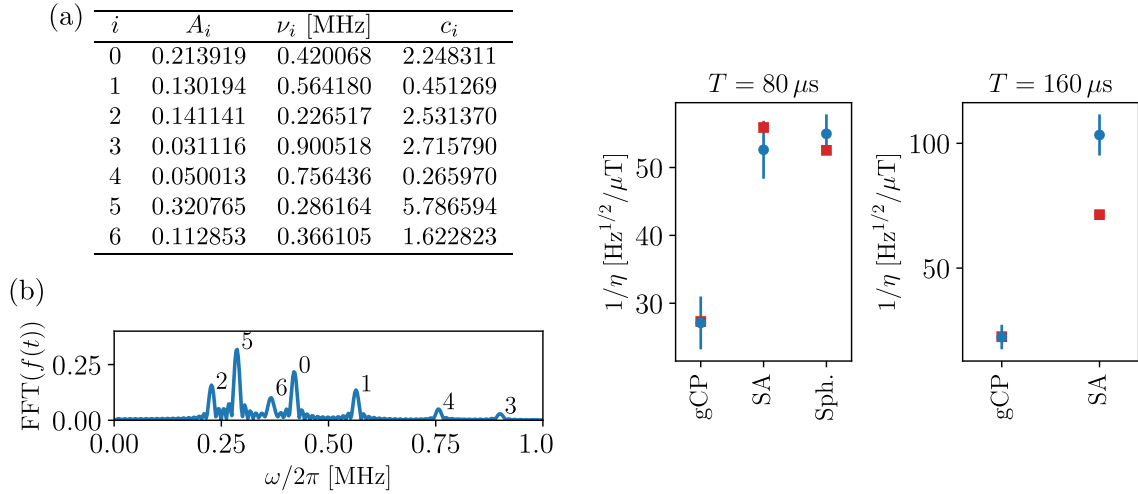 (a)
i A_i ν_i [MHz] c_i
0 0.213919 0.420068 2.248311
1 0.130194 0.564180 0.451269
2 0.141141 0.226517 2.531370
3 0.031116 0.900518 2.715790
4 0.050013 0.756436 0.265970
5 0.320765 0.286164 5.786594
6 0.112853 0.366105 1.622823
(b)
FFT(f(t))
0.25
0.00
2 5 6 0 1 4 3
0.00 0.25 0.50 0.75 1.0
ω/2π [MHz]
T = 80 μs
1/η [Hz^{1/2}/μT]
50
40
30
gCP SA Sph.
T = 160 μs
1/η [Hz^{1/2}/μT]
100
50
gCP SA